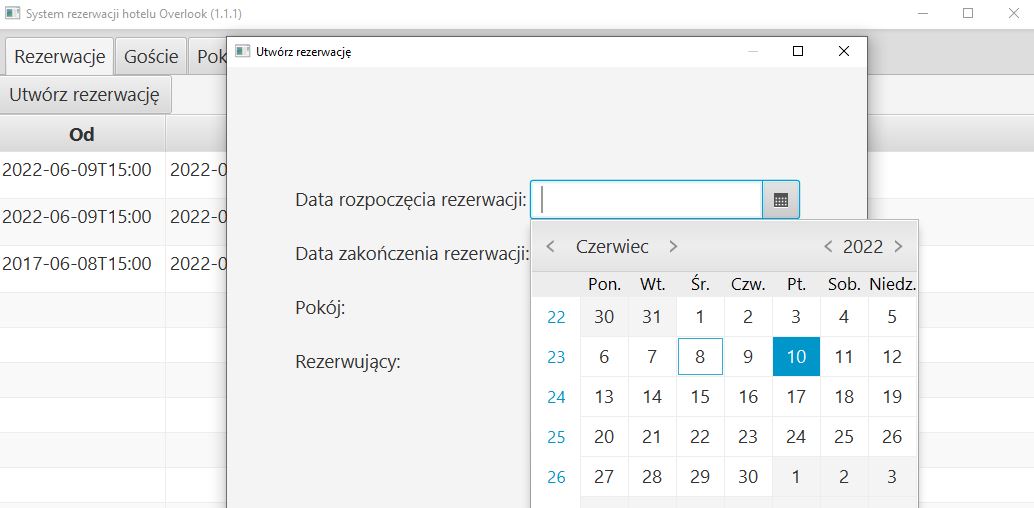 System rezerwacji hotelu Overlook (1.1.1)
Utwórz rezerwację
Rezerwacje Goście Pok
Utwórz rezerwację
Od
2022-06-09T15:00 2022-0
2022-06-09T15:00 2022-0
2017-06-08T15:00 2022-0
Data rozpoczęcia rezerwacji:
Data zakończenia rezerwacji:
Pokój:
Rezerwujący:
< Czerwiec > < 2022 >
Pon. Wt. Śr. Czw. Pt. Sob. Niedz.
22 30 31 1 2 3 4 5
23 6 7 8 9 10 11 12
24 13 14 15 16 17 18 19
25 20 21 22 23 24 25 26
26 27 28 29 30 1 2 3